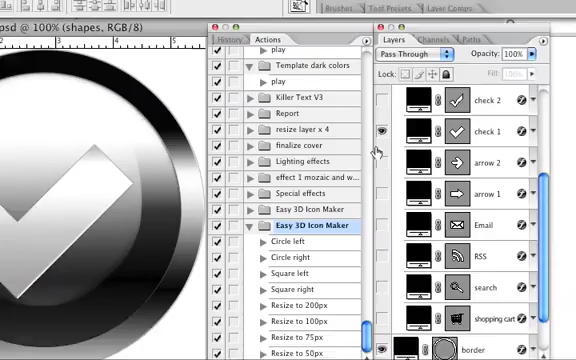 Brushes Tool Presets Layer Comps
psd @ 100% (shapes, RGB/8)
History Actions
play
Template dark colors
play
Killer Text V3
Report
resize layer x 4
finalize cover
Lighting effects
effect 1 mozaic and w...
Special effects
Easy 3D Icon Maker
Easy 3D Icon Maker
Circle left
Circle right
Square left
Square right
Resize to 200px
Resize to 100px
Resize to 75px
Resize to 50px
Layers Channels Paths
Pass Through Opacity: 100%
Lock: Fill: 100%
check 2
check 1
arrow 2
arrow 1
Email
RSS
search
shopping cart
border
2 3 4 5